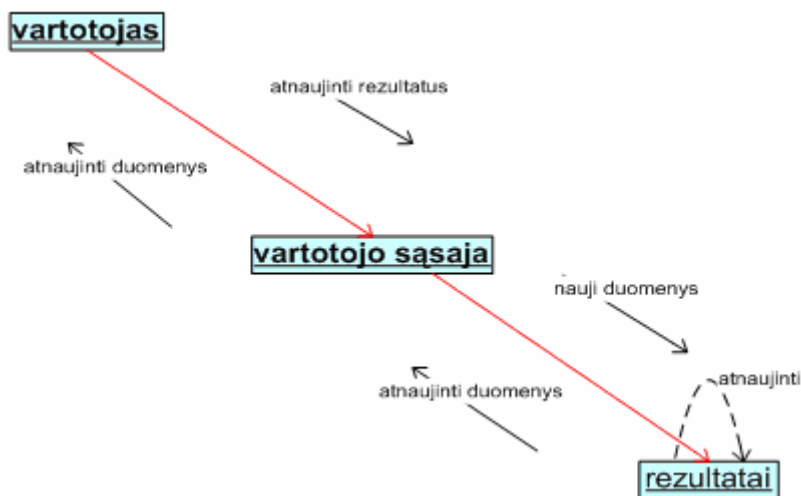 vartotojas
atnaujinti rezultatus
atnaujinti duomenys
vartotojo sąsaja
nauji duomenys
atnaujinti
atnaujinti duomenys
rezultatai